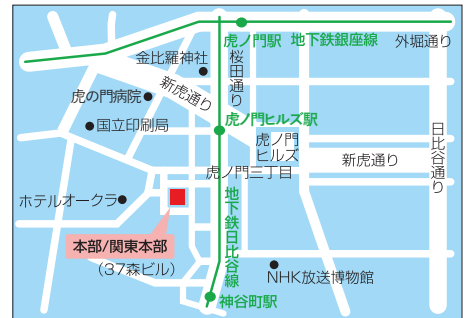 虎ノ門駅
地下鉄銀座線
外堀通り
金比羅神社
桜田通り
新虎通り
虎の門病院
国立印刷局
虎ノ門ヒルズ駅
虎ノ門
ヒルズ
新虎通り
日比谷通り
虎ノ門三丁目
ホテルオークラ
地下鉄日比谷線
本部/関東本部
（37森ビル）
NHK放送博物館
神谷町駅